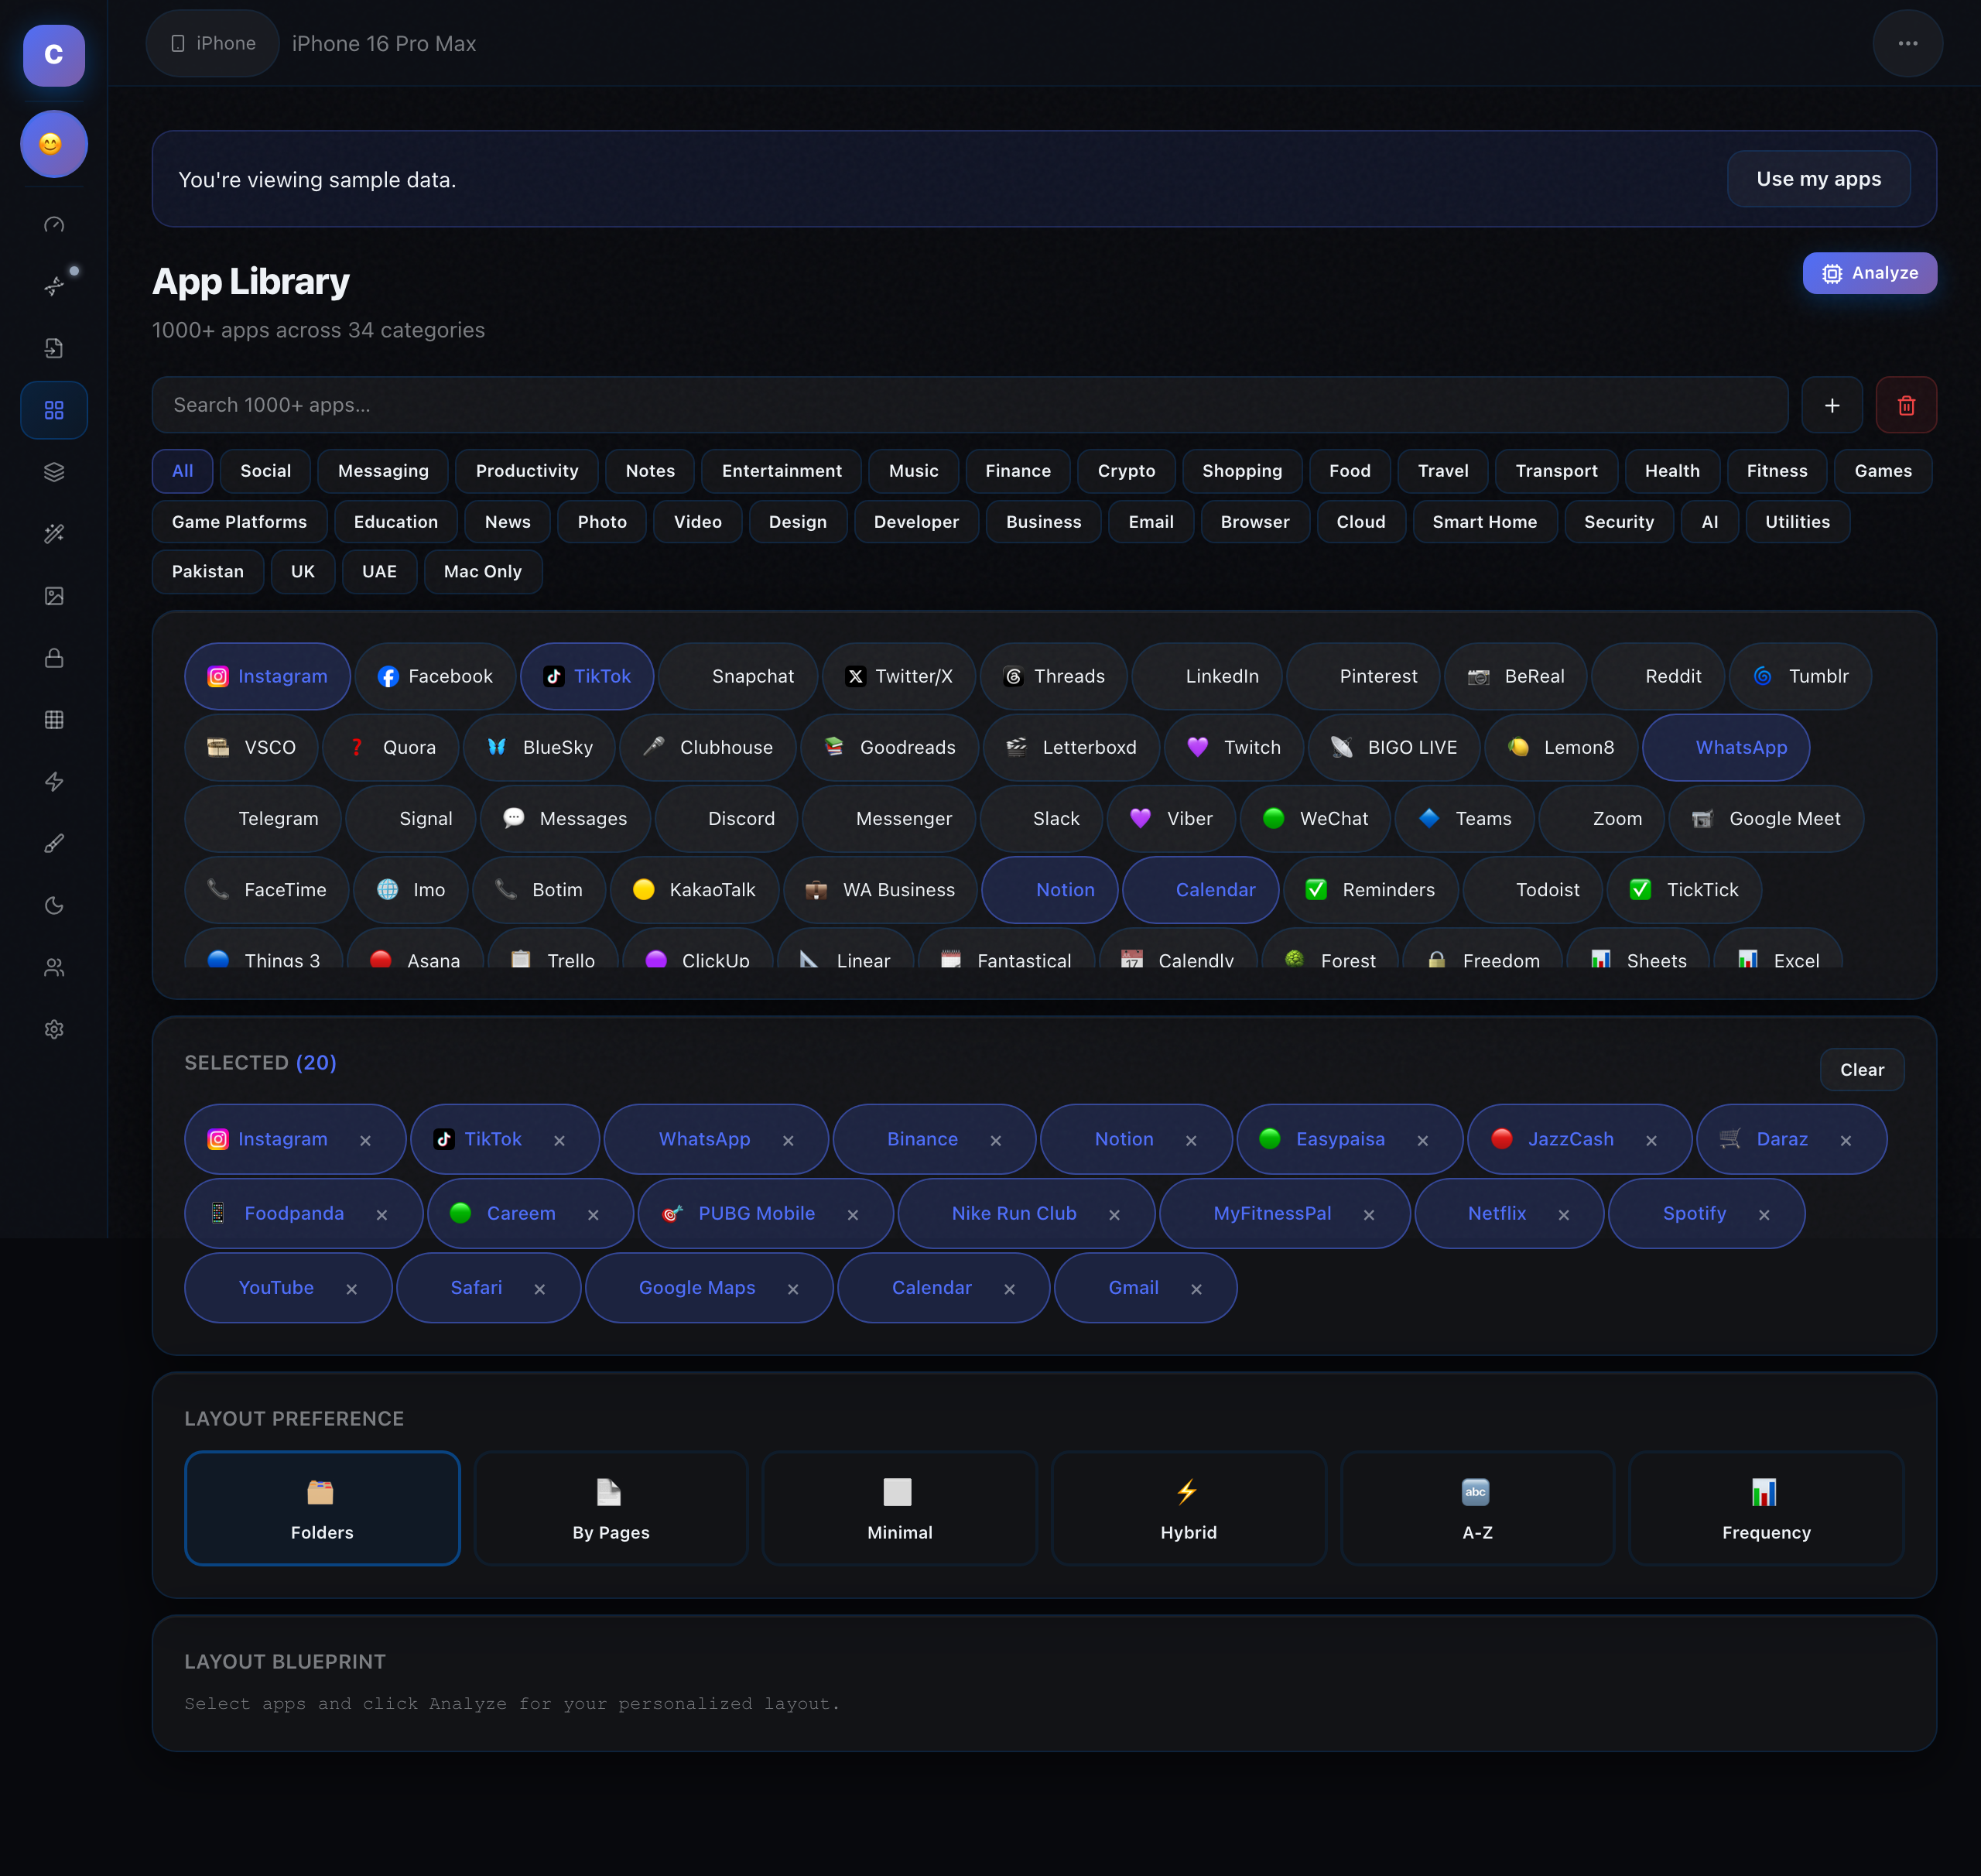 C
iPhone iPhone 16 Pro Max
You're viewing sample data. Use my apps
App Library Analyze
1000+ apps across 34 categories
Search 1000+ apps...
All Social Messaging Productivity Notes Entertainment Music Finance Crypto Shopping Food Travel Transport Health Fitness Games
Game Platforms Education News Photo Video Design Developer Business Email Browser Cloud Smart Home Security AI Utilities
Pakistan UK UAE Mac Only
Instagram Facebook TikTok Snapchat Twitter/X Threads LinkedIn Pinterest BeReal Reddit Tumblr
VSCO Quora BlueSky Clubhouse Goodreads Letterboxd Twitch BIGO LIVE Lemon8 WhatsApp
Telegram Signal Messages Discord Messenger Slack Viber WeChat Teams Zoom Google Meet
FaceTime Imo Botim KakaoTalk WA Business Notion Calendar Reminders Todoist TickTick
Things 3 Asana Trello ClickUp Linear Fantastical 17 Calendly Forest Freedom Sheets Excel
SELECTED (20) Clear
Instagram × TikTok × WhatsApp × Binance × Notion × Easypaisa × JazzCash × Daraz ×
Foodpanda × Careem × PUBG Mobile × Nike Run Club × MyFitnessPal × Netflix × Spotify ×
YouTube × Safari × Google Maps × Calendar × Gmail ×
LAYOUT PREFERENCE
abc
Folders By Pages Minimal Hybrid A-Z Frequency
LAYOUT BLUEPRINT
Select apps and click Analyze for your personalized layout.